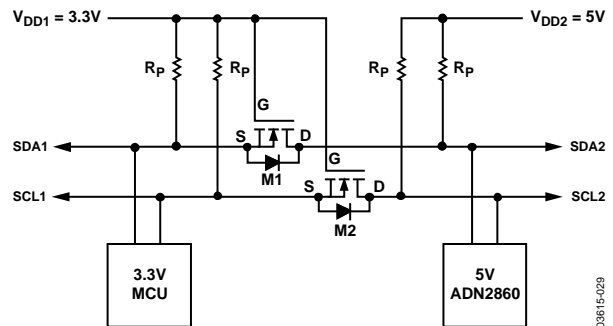 VDD1 = 3.3V
VDD2 = 5V
RP
RP
RP
RP
G
S
D
SDA1
SDA2
M1
G
S
D
SCL1
SCL2
M2
3.3V
MCU
5V
ADN2860
03615-029